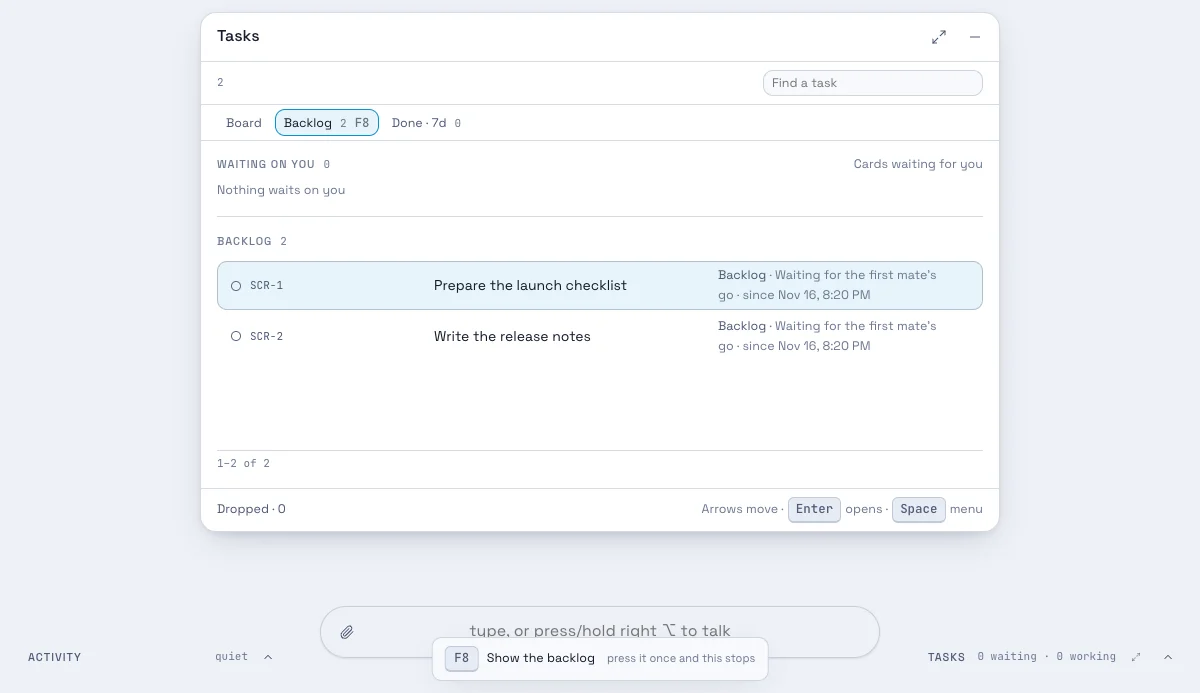 Tasks
2
Find a task
Board
Backlog 2 F8
Done · 7d 0
WAITING ON YOU 0
Cards waiting for you
Nothing waits on you
BACKLOG 2
SCR-1
Prepare the launch checklist
Backlog · Waiting for the first mate's
go · since Nov 16, 8:20 PM
SCR-2
Write the release notes
Backlog · Waiting for the first mate's
go · since Nov 16, 8:20 PM
1–2 of 2
Dropped · 0
Arrows move · Enter opens · Space menu
type, or press/hold right ⌥ to talk
ACTIVITY
quiet
F8 Show the backlog press it once and this stops
TASKS 0 waiting · 0 working